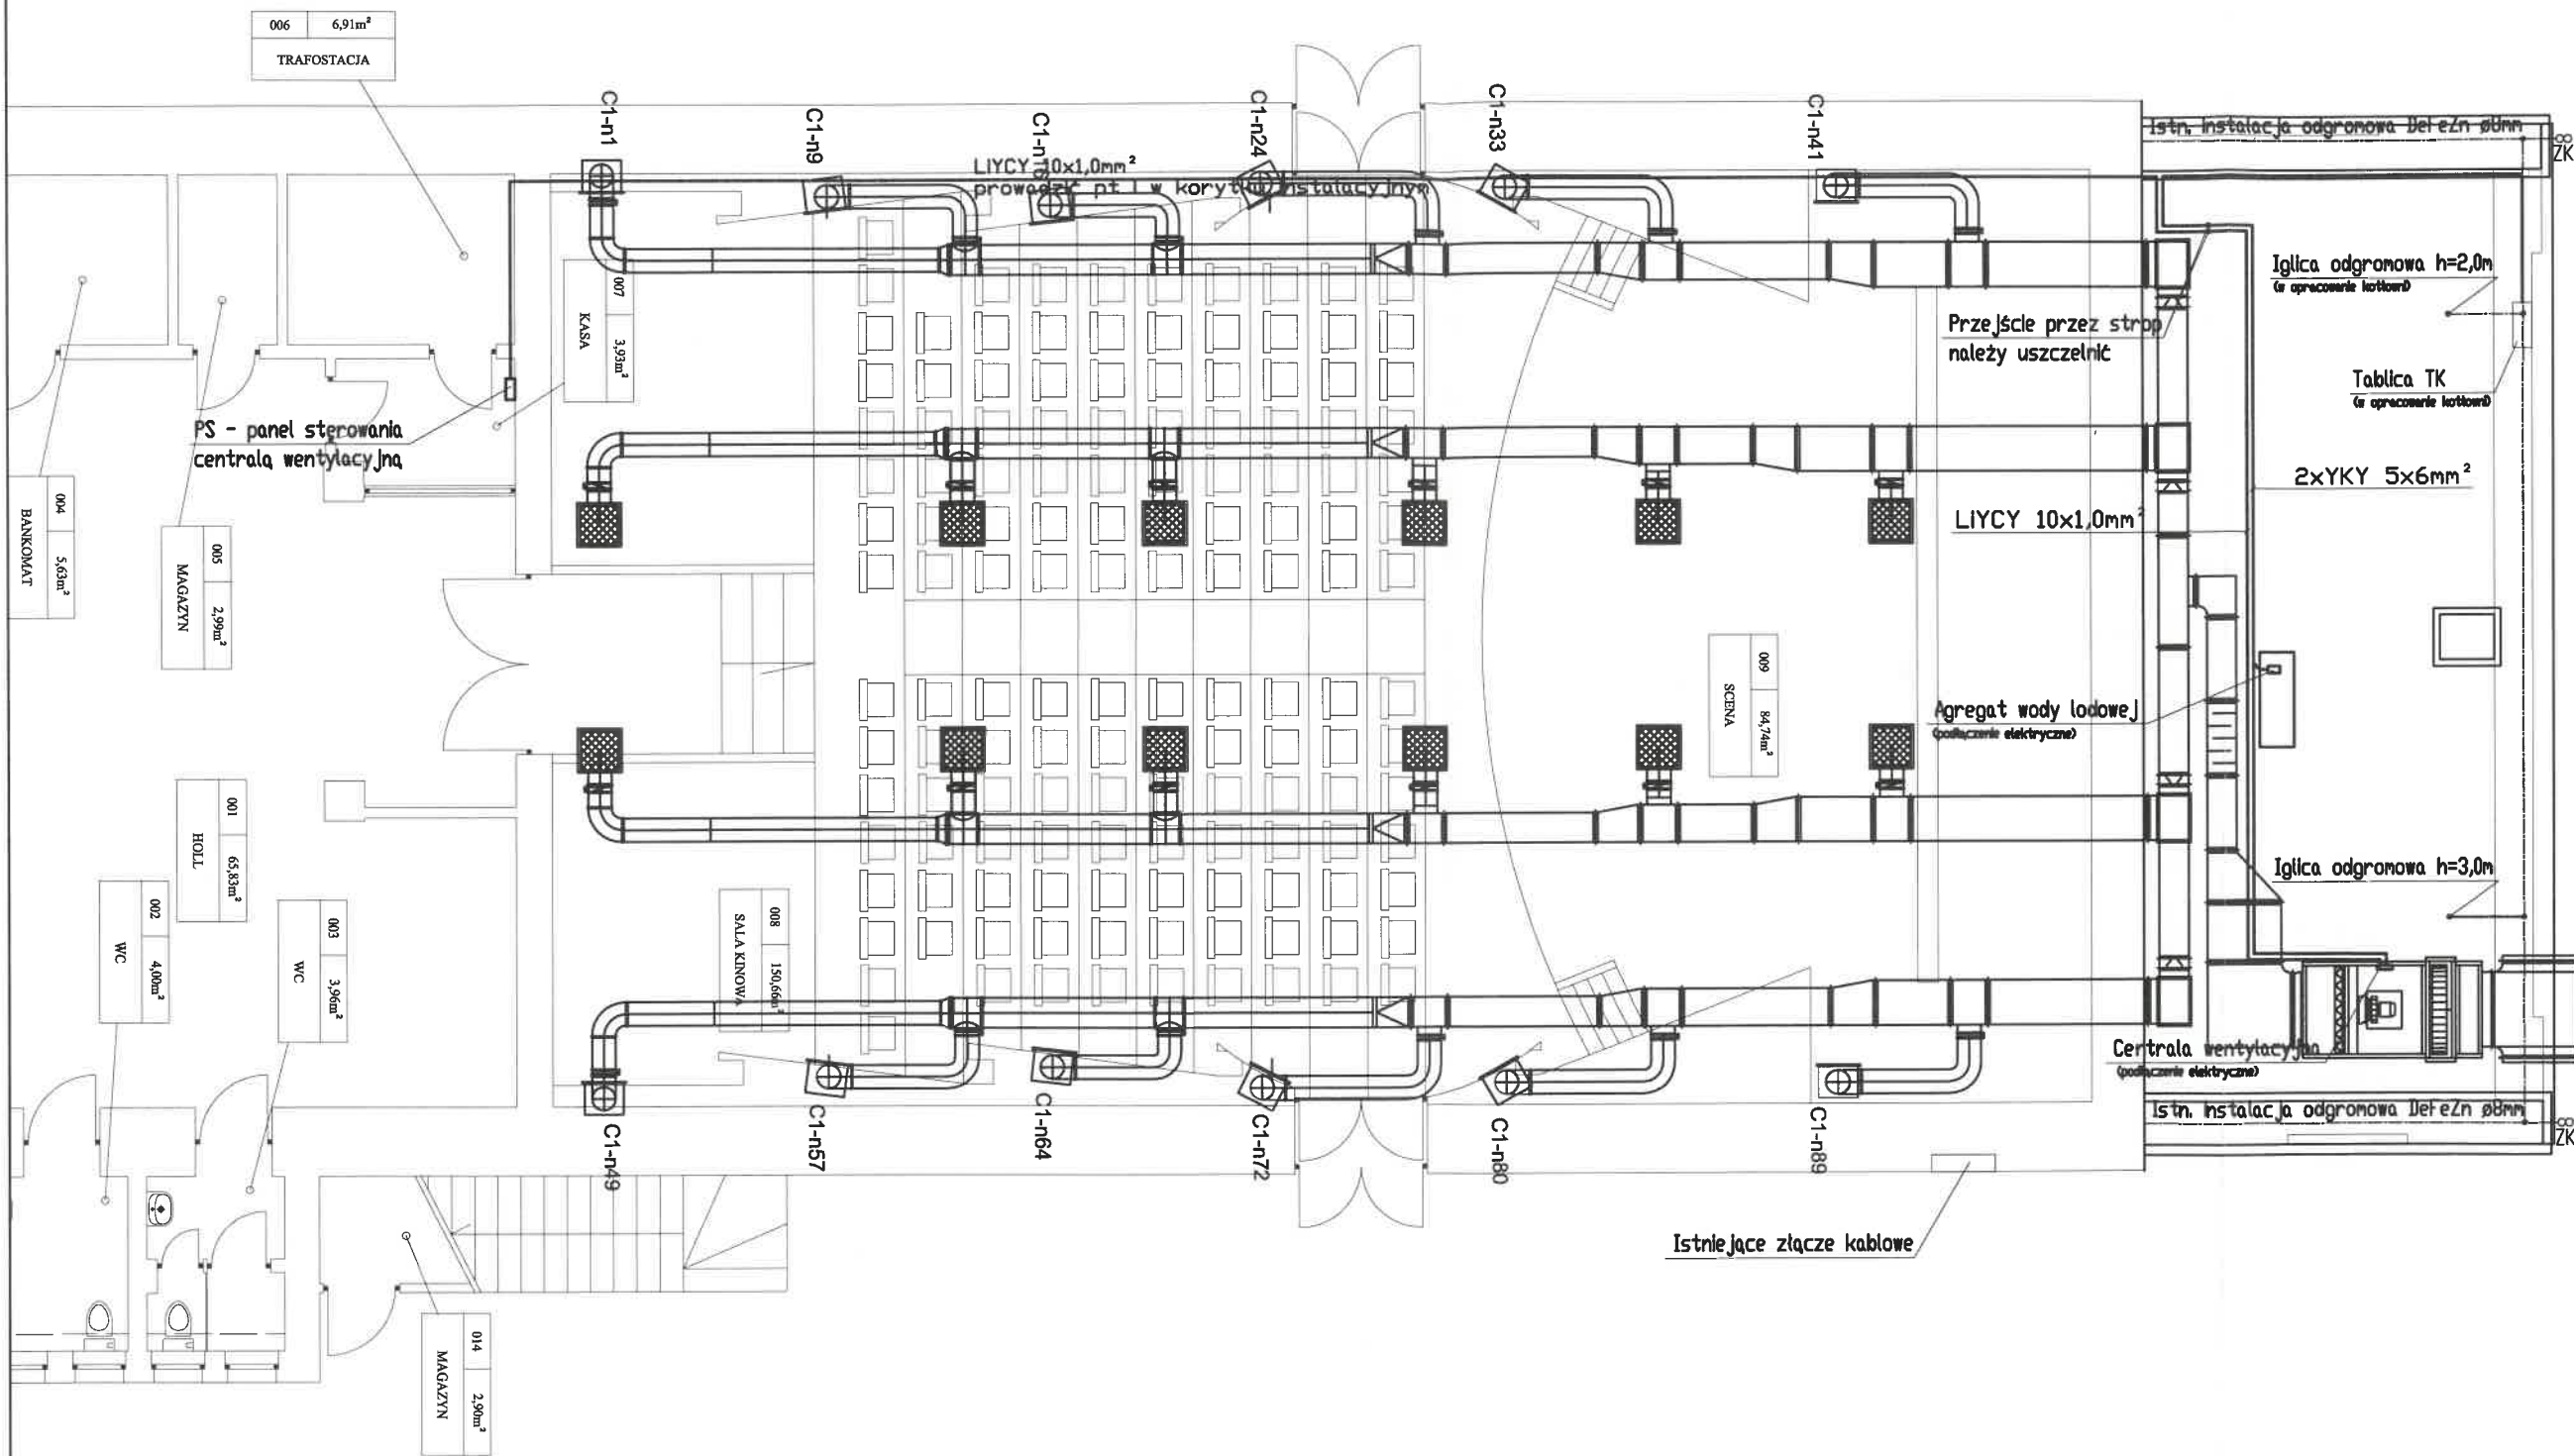 006 6,91m²
TRAFOSTACJA
C1-n1
C1-n9
C1-n
C1-n24
C1-n33
C1-n41
LIYCY 10x1,0mm²
prowadzić pt i w korytku instalacyjnym
Istn. instalacja odgromowa DeFeZn ø8mm
ZK
Iglica odgromowa h=2,0m
(w opracowanie kotłowni)
Przejście przez strop
należy uszczelnić
Tablica TK
(w opracowanie kotłowni)
2xYKY 5x6mm²
LIYCY 10x1,0mm²
007 3,93m²
KASA
PS - panel sterowania
centralą wentylacyjną
004 5,63m²
BANKOMAT
005 2,99m²
MAGAZYN
009 84,74m²
SCENA
Agregat wody lodowej
(podłączenie elektryczne)
001 65,83m²
HOLL
002 4,00m²
WC
003 3,96m²
WC
008 150,66m²
SALA KINOWA
Iglica odgromowa h=3,0m
Centrala wentylacyjna
(podłączenie elektryczne)
Istn. instalacja odgromowa DeFeZn ø8mm
ZK
C1-n49
C1-n57
C1-n64
C1-n72
C1-n80
C1-n89
Istniejące złącze kablowe
014 2,90m²
MAGAZYN